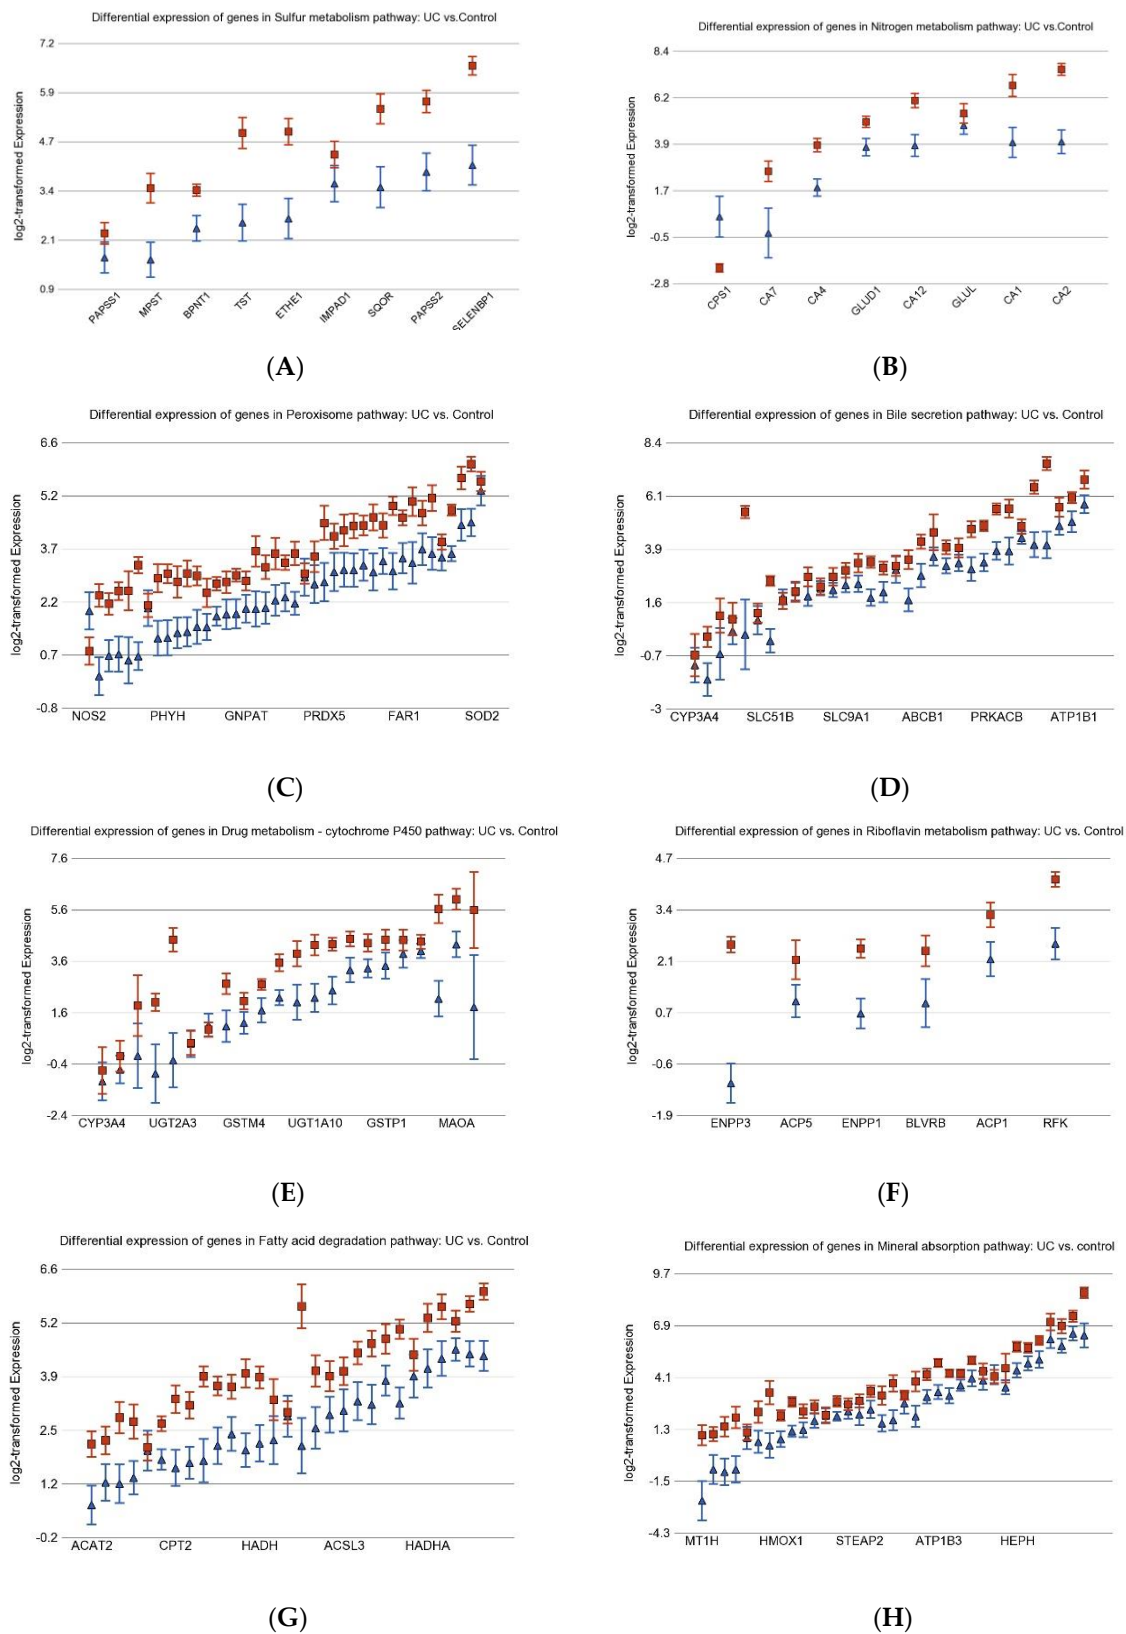 Differential expression of genes in Sulfur metabolism pathway: UC vs.Control
log2-transformed Expression
7.2
5.9
4.7
3.4
2.1
0.9
PAPSS1
MPST
BPNT1
TST
ETHE1
IMPAD1
SQOR
PAPSS2
SELENBP1
(A)
Differential expression of genes in Nitrogen metabolism pathway: UC vs.Control
log2-transformed Expression
8.4
6.2
3.9
1.7
-0.5
-2.8
CPS1
CA7
CA4
GLUD1
CA12
GLUL
CA1
CA2
(B)
Differential expression of genes in Peroxisome pathway: UC vs. Control
log2-transformed Expression
6.6
5.2
3.7
2.2
0.7
-0.8
NOS2 PHYH GNPAT PRDX5 FAR1 SOD2
(C)
Differential expression of genes in Bile secretion pathway: UC vs. Control
log2-transformed Expression
8.4
6.1
3.9
1.6
-0.7
-3
CYP3A4 SLC51B SLC9A1 ABCB1 PRKACB ATP1B1
(D)
Differential expression of genes in Drug metabolism - cytochrome P450 pathway: UC vs. Control
log2-transformed Expression
7.6
5.6
3.6
1.6
-0.4
-2.4
CYP3A4 UGT2A3 GSTM4 UGT1A10 GSTP1 MAOA
(E)
Differential expression of genes in Riboflavin metabolism pathway: UC vs. Control
log2-transformed Expression
4.7
3.4
2.1
0.7
-0.6
-1.9
ENPP3 ACP5 ENPP1 BLVRB ACP1 RFK
(F)
Differential expression of genes in Fatty acid degradation pathway: UC vs. Control
log2-transformed Expression
6.6
5.2
3.9
2.5
1.2
-0.2
ACAT2 CPT2 HADH ACSL3 HADHA
(G)
Differential expression of genes in Mineral absorption pathway: UC vs. control
log2-transformed Expression
9.7
6.9
4.1
1.3
-1.5
-4.3
MT1H HMOX1 STEAP2 ATP1B3 HEPH
(H)